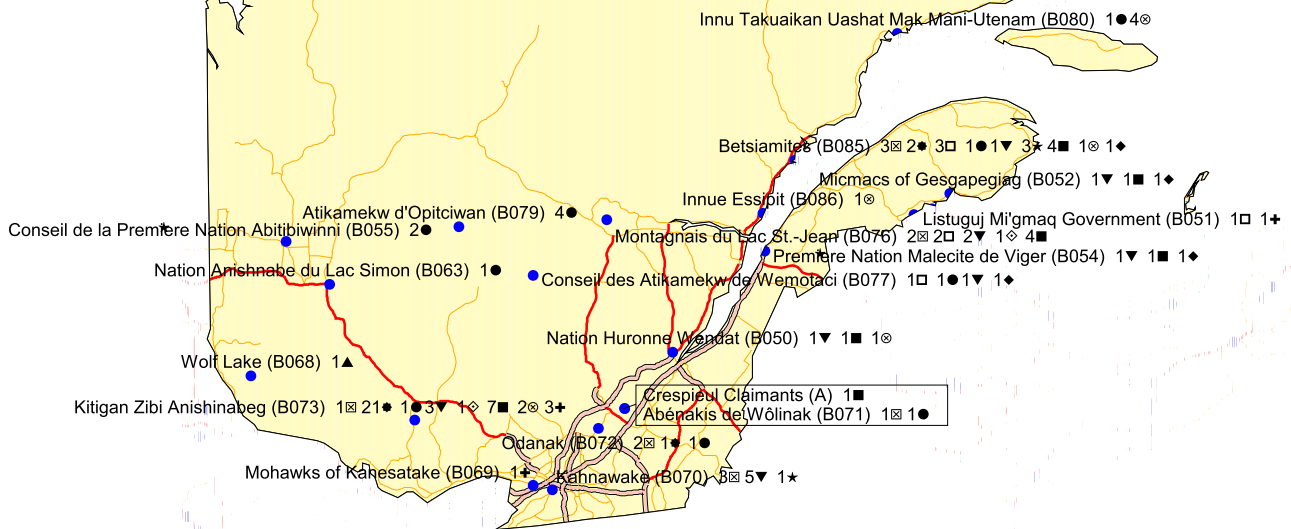 Innu Takuaikan Uashat Mak Mani-Utenam (B080) 1●4⊗
Betsiamites (B085) 3☒ 2✹ 3□ 1●1▼ 3★4■ 1⊗ 1◆
Micmacs of Gesgapegiag (B052) 1▼ 1■ 1◆
Innue Essipit (B086) 1⊗
Atikamekw d'Opitciwan (B079) 4●
Listuguj Mi'gmaq Government (B051) 1□ 1✚
Conseil de la Première Nation Abitibiwinni (B055) 2●
Montagnais du Lac St.-Jean (B076) 2☒ 2□ 2▼ 1⟐ 4■
Première Nation Malecite de Viger (B054) 1▼ 1■ 1◆
Nation Anishnabe du Lac Simon (B063) 1●
Conseil des Atikamekw de Wemotaci (B077) 1□ 1●1▼ 1◆
Nation Huronne Wendat (B050) 1▼ 1■ 1⊗
Wolf Lake (B068) 1▲
Crespieul Claimants (A) 1■
Kitigan Zibi Anishinabeg (B073) 1☒ 21✹ 1●3▼ 1⟐ 7■ 2⊗ 3✚
Abénakis de Wôlinak (B071) 1☒ 1●
Odanak (B072) 2☒ 1✹ 1●
Mohawks of Kanesatake (B069) 1✚
Kahnawake (B070) 3☒ 5▼ 1★